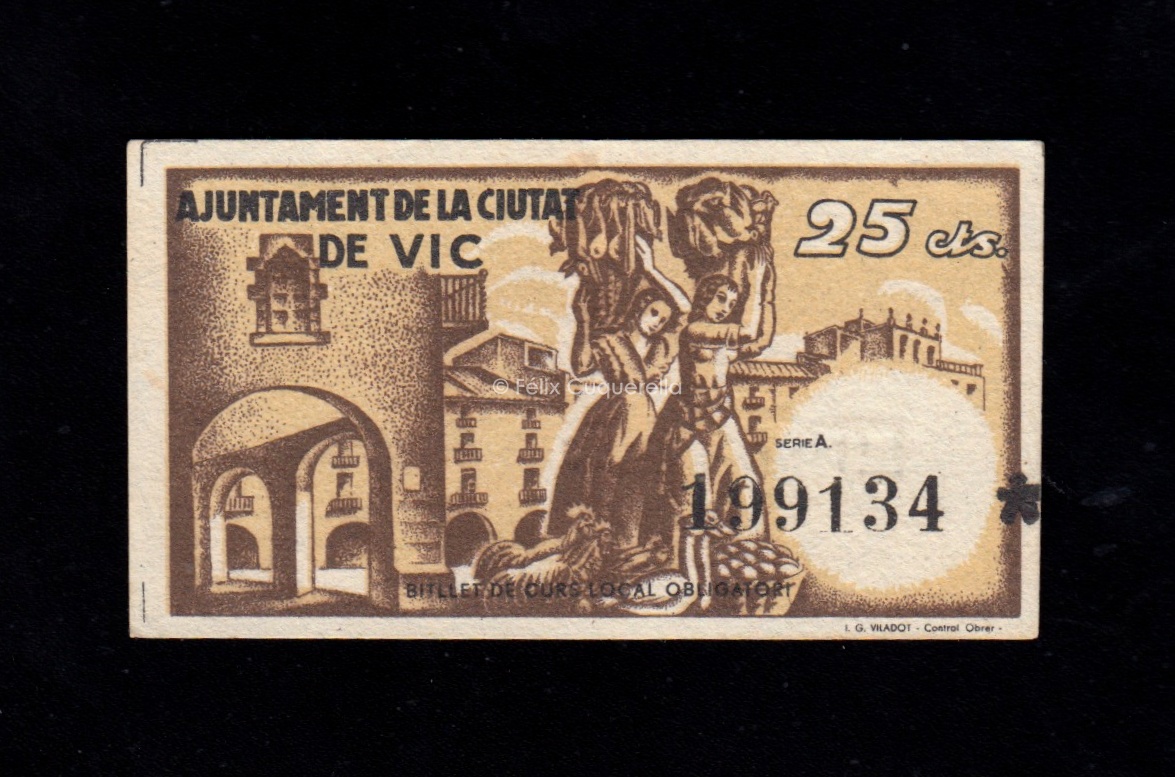 AJUNTAMENT DE LA CIUTAT
DE VIC
25 cts.
© Fèlix Cuquerella
SERIE A.
199134
BITLLET DE CURS LOCAL OBLIGATORI
I. G. VILADOT - Control Obrer -